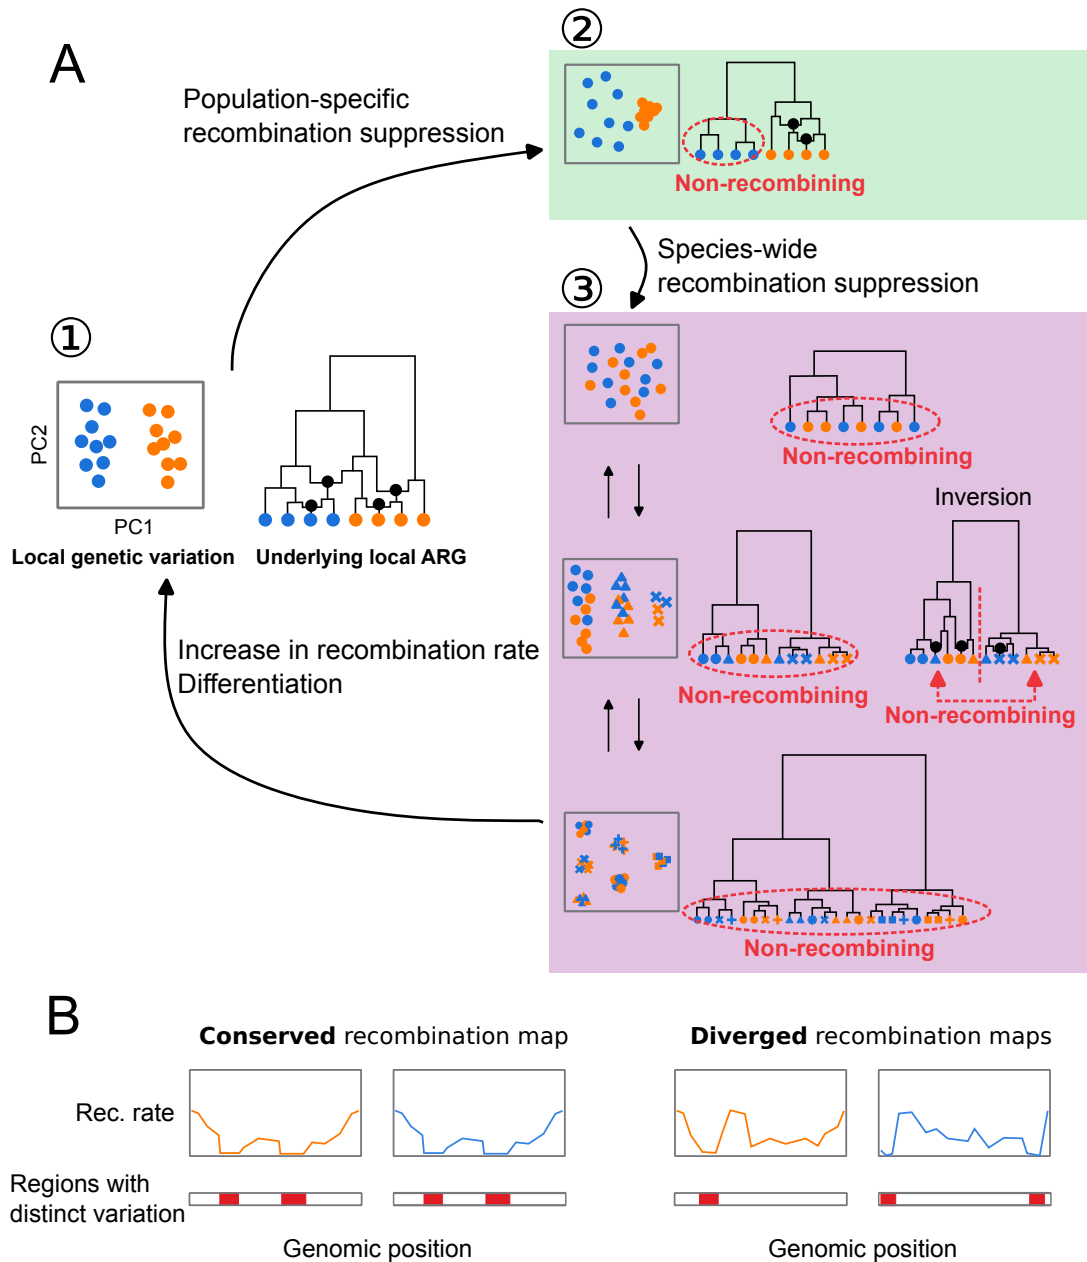 A
②
Population-specific
recombination suppression
Non-recombining
Species-wide
recombination suppression
③
①
PC2
PC1
Local genetic variation
Underlying local ARG
Non-recombining
Inversion
Non-recombining
Non-recombining
Increase in recombination rate
Differentiation
Non-recombining
B
Conserved recombination map
Diverged recombination maps
Rec. rate
Regions with
distinct variation
Genomic position
Genomic position